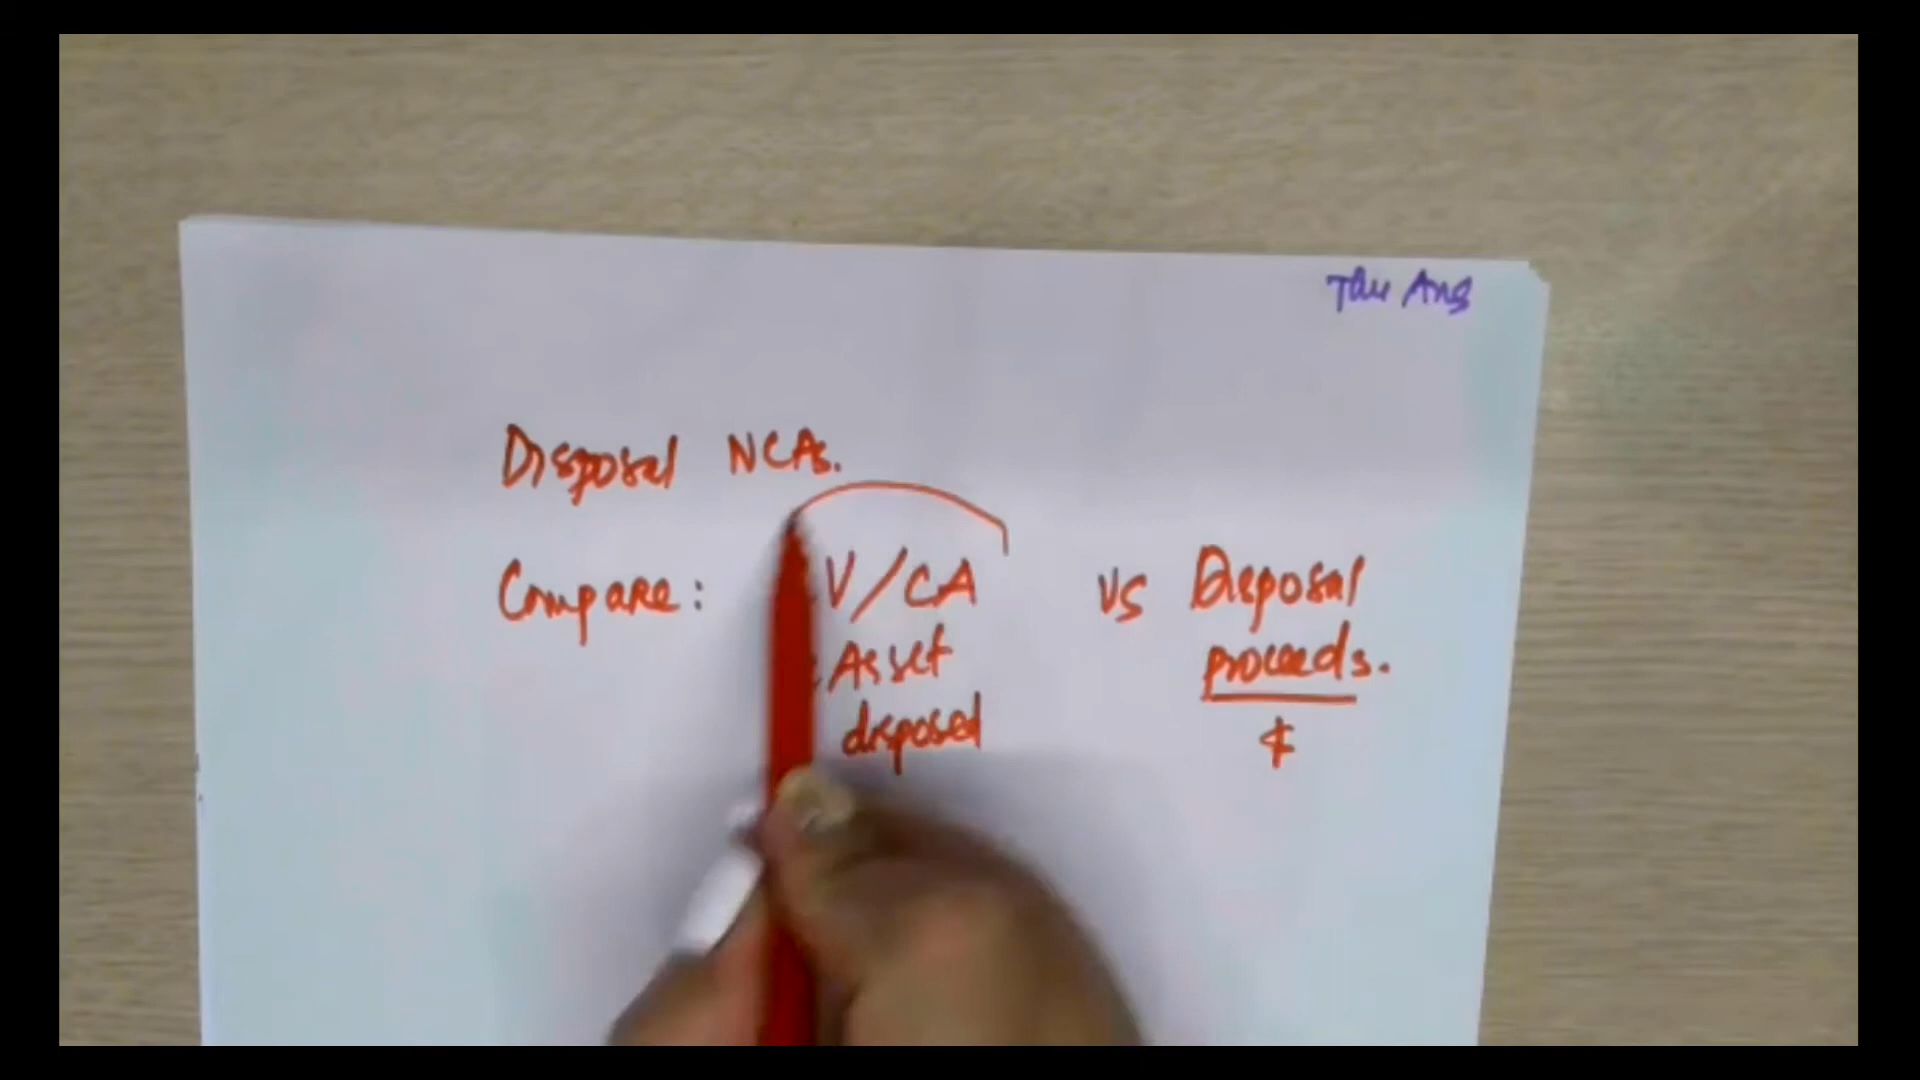 Thu Ang
Disposal NCAs.
Compare: V/CA vs Disposal
Asset proceeds.
disposed ¢